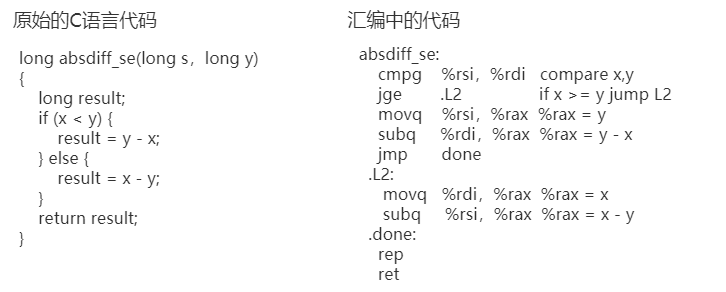 原始的C语言代码
long absdiff_se(long s，long y)
{
long result;
if (x < y) {
result = y - x;
} else {
result = x - y;
}
return result;
}
汇编中的代码
absdiff_se:
cmpg %rsi，%rdi compare x,y
jge .L2 if x >= y jump L2
movq %rsi，%rax %rax = y
subq %rdi，%rax %rax = y - x
jmp done
.L2:
movq %rdi，%rax %rax = x
subq %rsi，%rax %rax = x - y
.done:
rep
ret